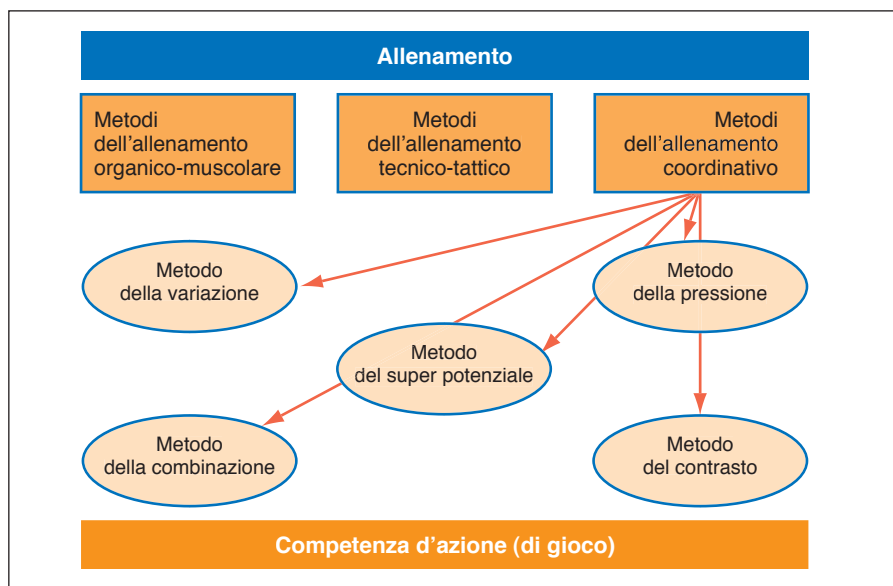 Allenamento
Metodi
dell'allenamento
organico-muscolare
Metodi
dell'allenamento
tecnico-tattico
Metodi
dell'allenamento
coordinativo
Metodo
della variazione
Metodo
della pressione
Metodo
del super potenziale
Metodo
della combinazione
Metodo
del contrasto
Competenza d'azione (di gioco)